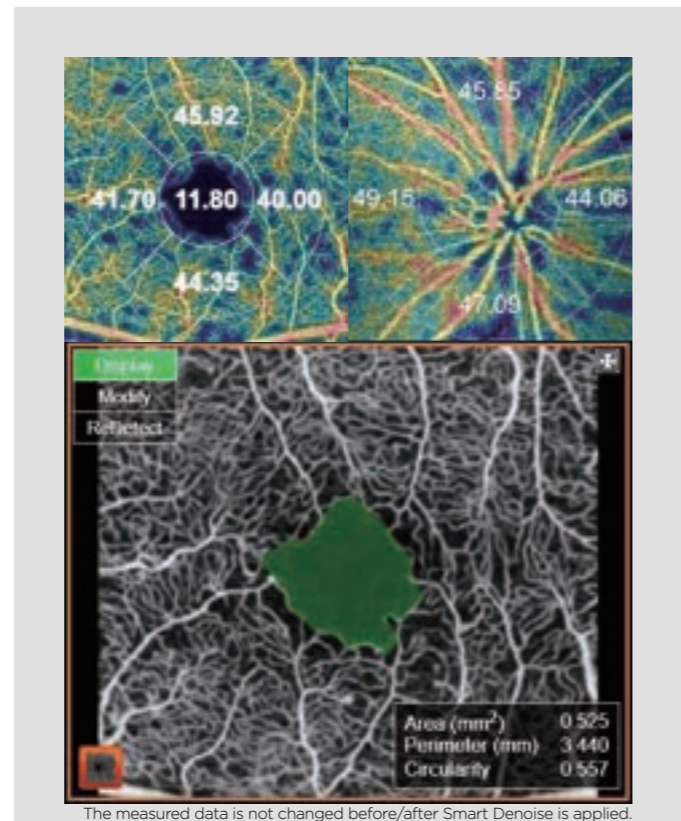 45.92
41.70 11.80 40.00
44.35
45.85
49.15 44.06
47.09
Display
Modify
ReDetect
Area (mm²) 0.525
Perimeter (mm) 3.440
Circularity 0.557
The measured data is not changed before/after Smart Denoise is applied.